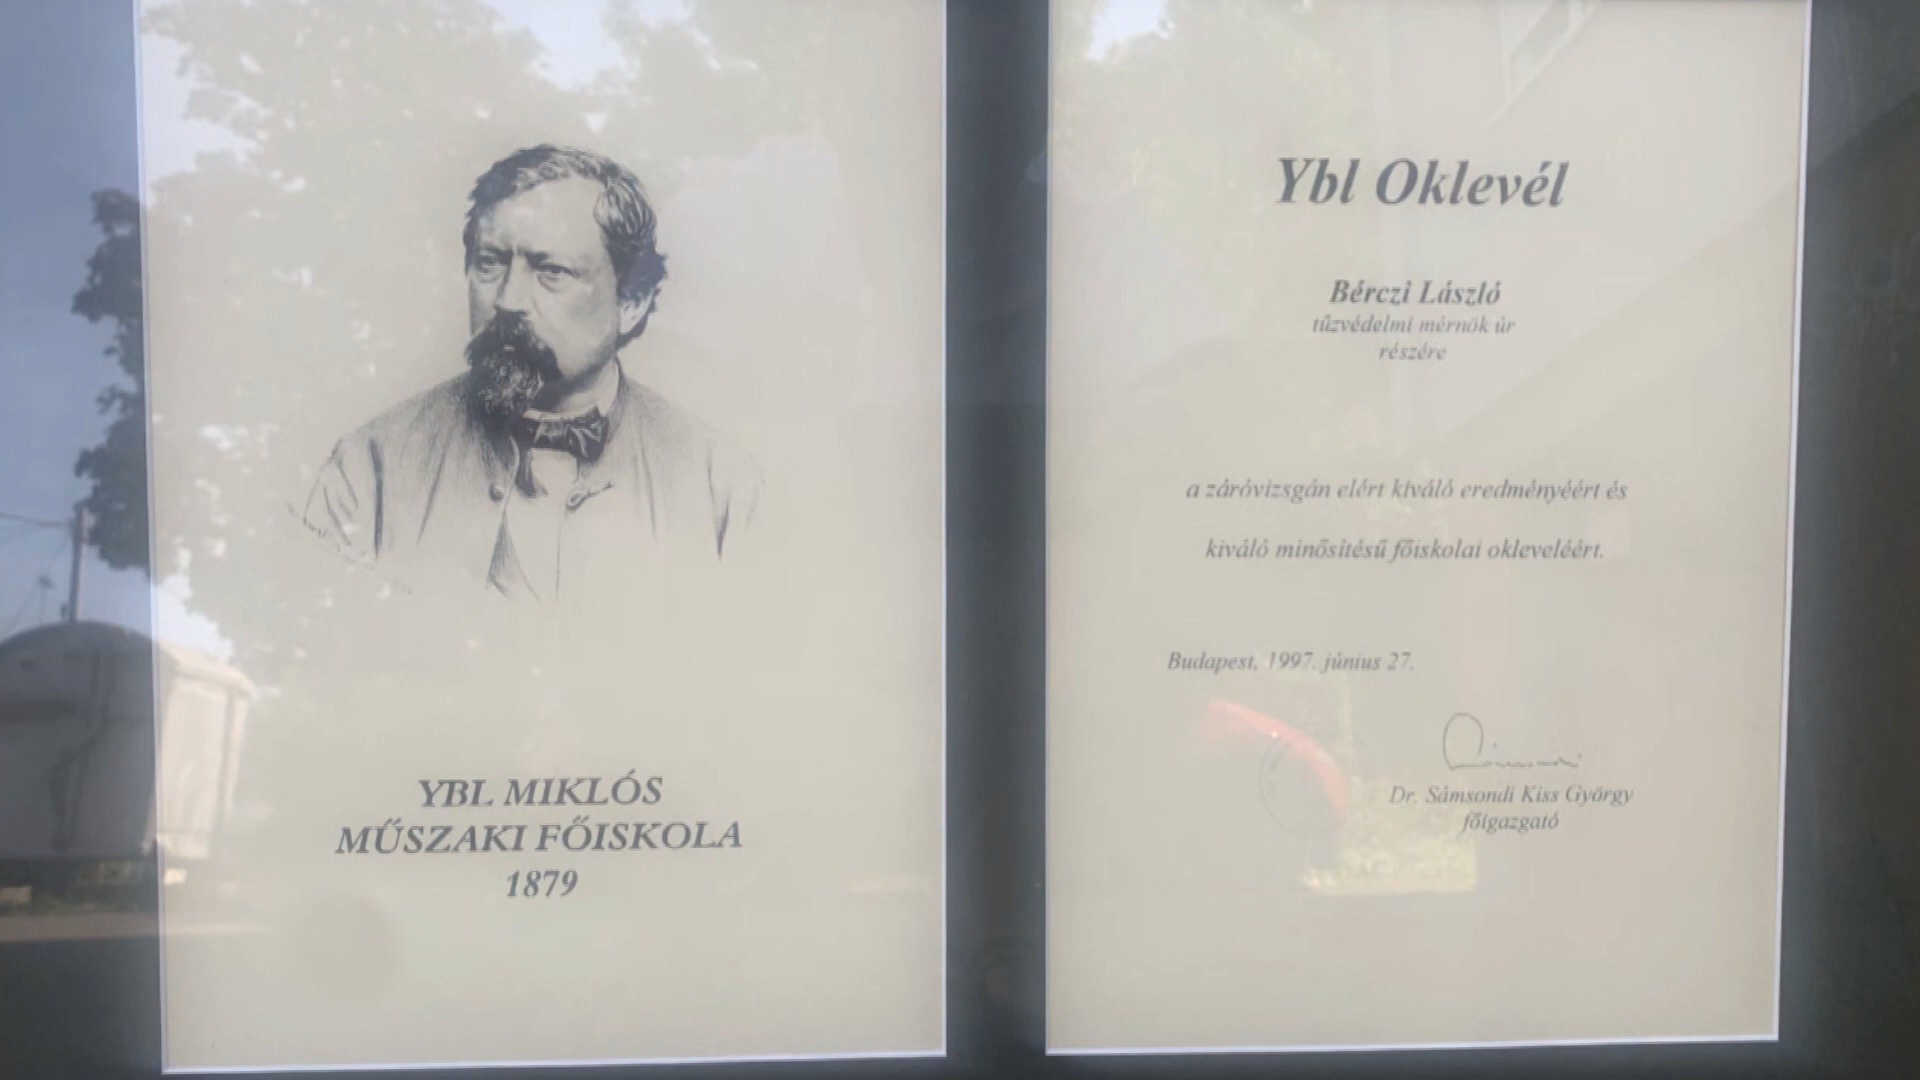 YBL MIKLÓS
MŰSZAKI FŐISKOLA
1879
Ybl Oklevél
Bérczi László
tűzvédelmi mérnök úr
részére
a záróvizsgán elért kiváló eredményéért és
kiváló minősítésű főiskolai okleveléért.
Budapest, 1997. június 27.
Dr. Sámsondi Kiss György
főigazgató